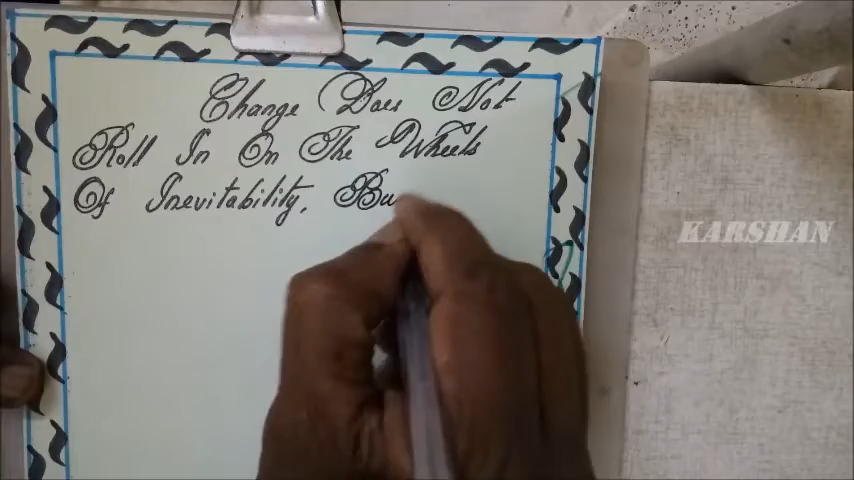 Change Does Not
Roll In On The Wheels
Of Inevitability, Bu
KARSHAN